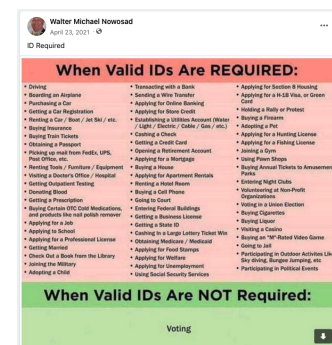 Walter Michael Nowosad
April 23, 2021
ID Required
When Valid IDs Are REQUIRED:
• Driving
• Boarding an Airplane
• Purchasing a Car
• Getting a Car Registration
• Renting a Car / Boat / Jet Ski / etc.
• Buying Insurance
• Buying Train Tickets
• Obtaining a Passport
• Picking up mail from FedEx, UPS,
Post Office, etc.
• Renting Tools / Furniture / Equipment
• Visiting a Doctor's Office / Hospital
• Getting Outpatient Testing
• Donating Blood
• Getting a Prescription
• Buying Certain OTC Cold Medications,
and products like nail polish remover
• Applying for a Job
• Applying to School
• Applying for a Professional License
• Getting Married
• Check Out a Book from the Library
• Joining the Military
• Adopting a Child
• Transacting with a Bank
• Sending a Wire Transfer
• Applying for Online Banking
• Applying for Store Credit
• Establishing a Utilities Account (Water
/ Light / Electric / Cable / Gas / etc.)
• Cashing a Check
• Getting a Credit Card
• Opening a Retirement Account
• Applying for a Mortgage
• Buying a House
• Applying for Apartment Rentals
• Renting a Hotel Room
• Buying a Cell Phone
• Going to Court
• Entering Federal Buildings
• Getting a Business License
• Getting a State ID
• Cashing in a Large Lottery Ticket Win
• Obtaining Medicare / Medicaid
• Applying for Food Stamps
• Applying for Welfare
• Applying for Unemployment
• Using Social Security Services
• Applying for Section 8 Housing
• Applying for a H-1B Visa, or Green
Card
• Holding a Rally or Protest
• Buying a Firearm
• Adopting a Pet
• Applying for a Hunting License
• Applying for a Fishing License
• Joining a Gym
• Using Pawn Shops
• Buying Annual Tickets to Amusement
Parks
• Entering Night Clubs
• Volunteering at Non-Profit
Organizations
• Voting in a Union Election
• Buying Cigarettes
• Buying Liquor
• Visiting a Casino
• Buying an "M"-Rated Video Game
• Going to Jail
• Participating in Outdoor Activities Like
Sky diving, Bungee Jumping, etc
• Participating in Political Events
When Valid IDs Are NOT Required:
Voting